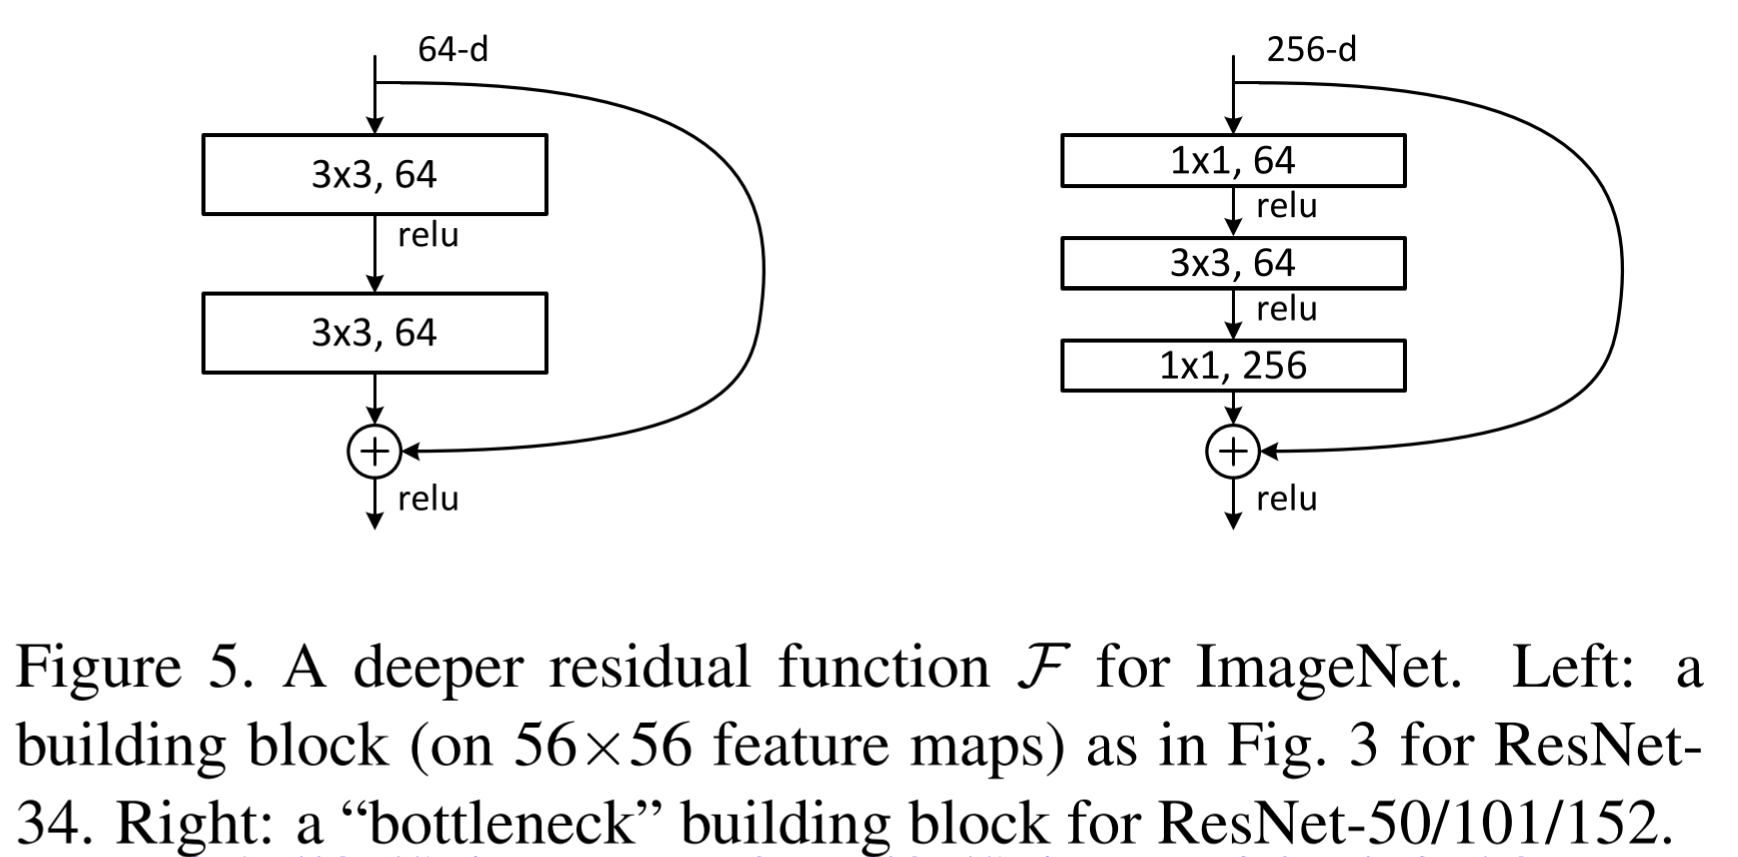 64-d
3x3, 64
relu
3x3, 64
+
relu
256-d
1x1, 64
relu
3x3, 64
relu
1x1, 256
+
relu
Figure 5. A deeper residual function ℱ for ImageNet. Left: a
building block (on 56×56 feature maps) as in Fig. 3 for ResNet-
34. Right: a “bottleneck” building block for ResNet-50/101/152.